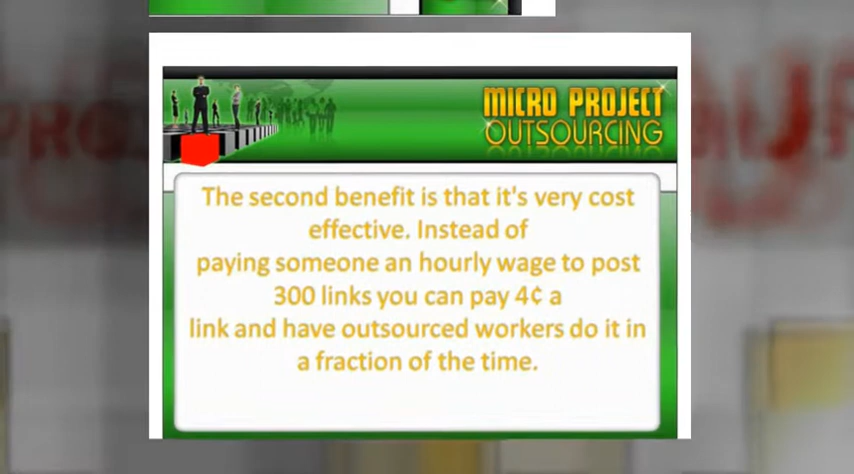 MICRO PROJECT
OUTSOURCING
The second benefit is that it's very cost
effective. Instead of
paying someone an hourly wage to post
300 links you can pay 4¢ a
link and have outsourced workers do it in
a fraction of the time.